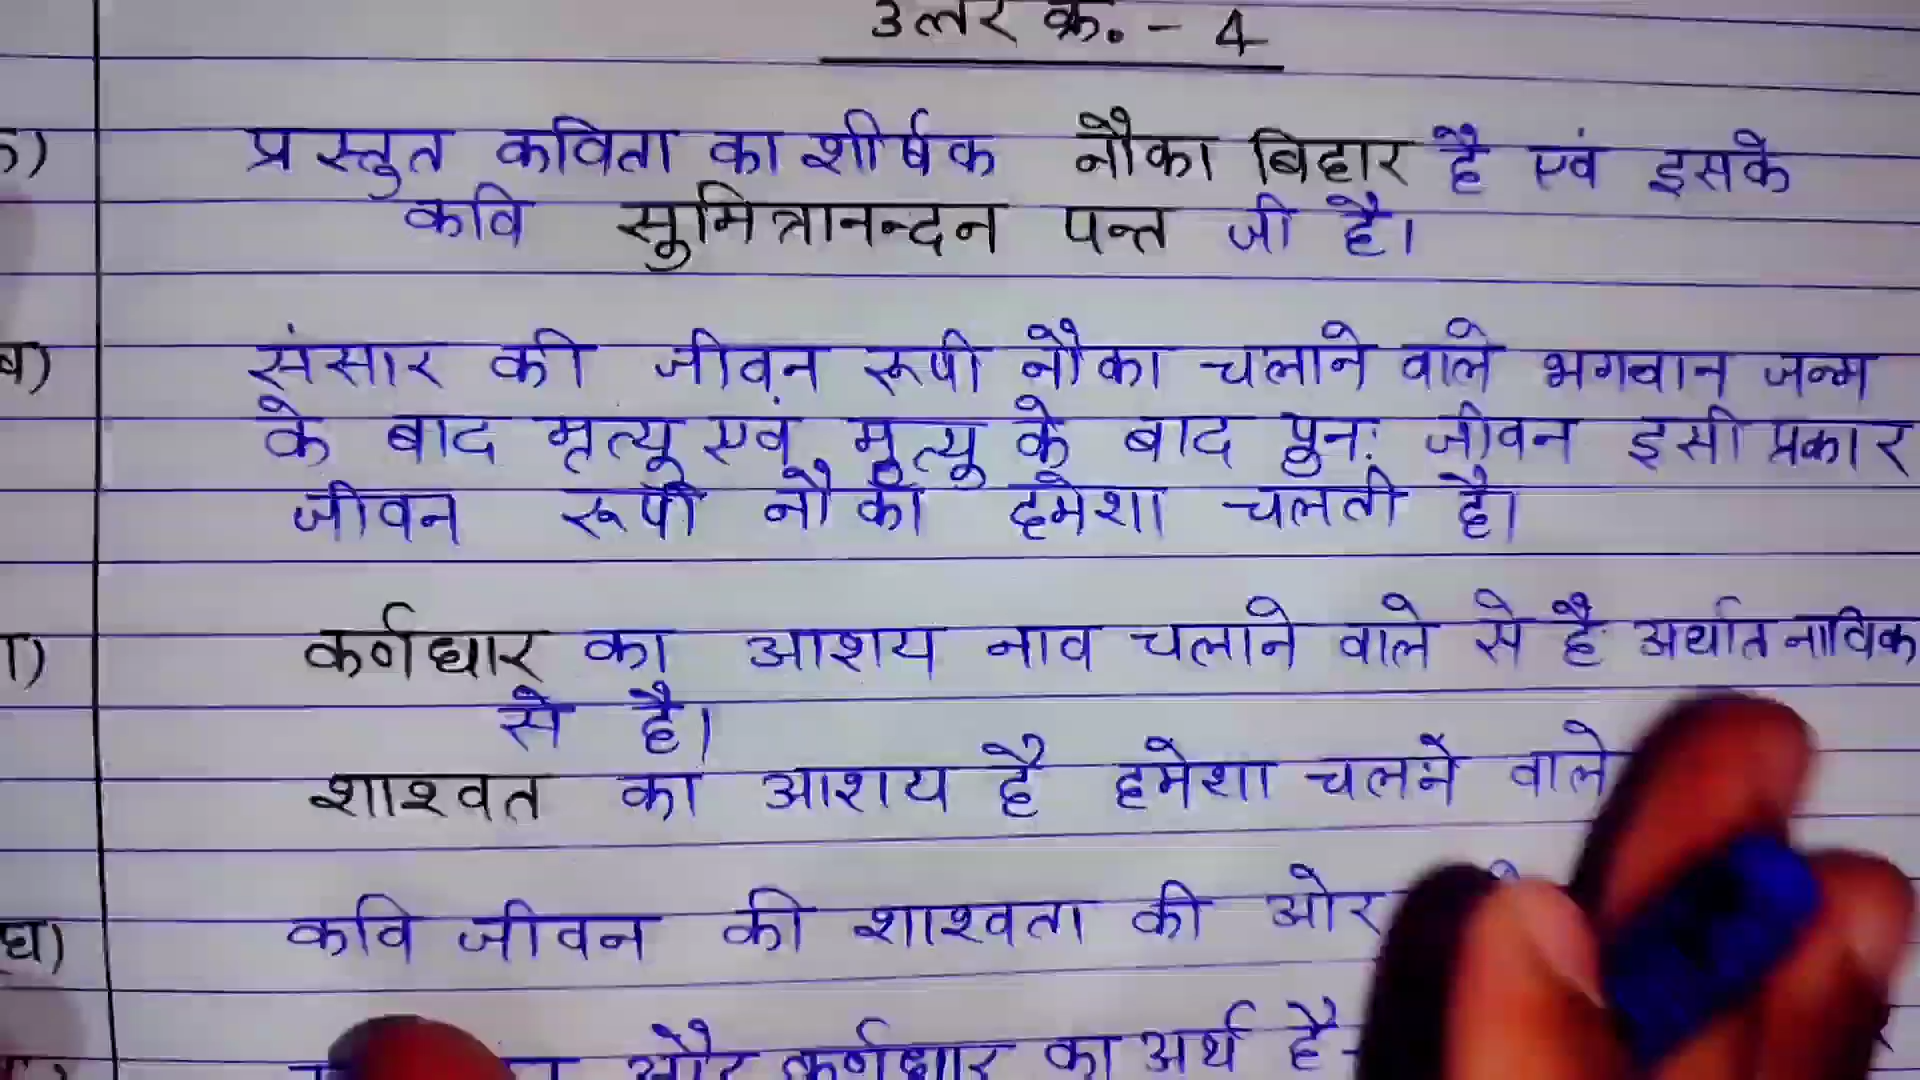 उत्तर क्र. - 4
क) प्रस्तुत कविता का शीर्षक नौका बिहार है एवं इसके
कवि सुमित्रानन्दन पन्त जी है।
संसार की जीवन रूपी नौका चलाने वाले भगवान जन्म
के बाद मृत्यु एवं मृत्यु के बाद पुनः जीवन इसी प्रकार
जीवन रूपी नौका हमेशा चलती है।
ग) कर्णधार का आशय नाव चलाने वाले से है अर्थात नाविक
से है।
शाश्वत का आशय है हमेशा चलने वाले
घ) कवि जीवन की शाश्वता की ओर
और कर्णधार का अर्थ है-